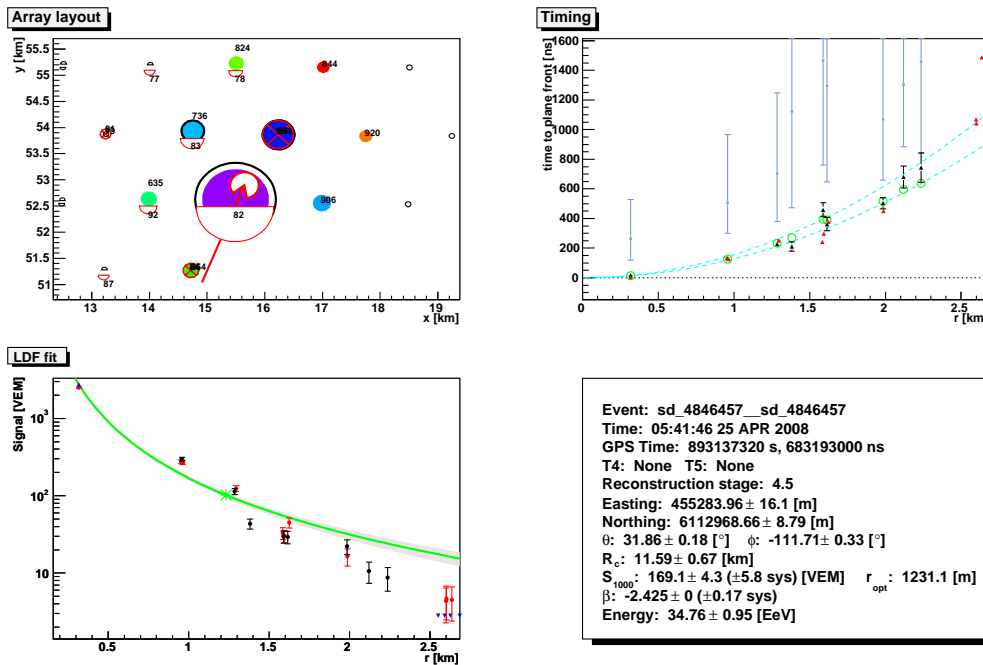 Array layout
y [km]
55.5
55
54.5
54
53.5
53
52.5
52
51.5
51
13
14
15
16
17
18
19
x [km]
824
844
77
78
736
83
920
635
92
82
906
87
Timing
time to plane front [ns]
1600
1400
1200
1000
800
600
400
200
0
0
0.5
1
1.5
2
2.5
r [km]
LDF fit
Signal [VEM]
10³
10²
10
0.5
1
1.5
2
2.5
r [km]
Event: sd_4846457__sd_4846457
Time: 05:41:46 25 APR 2008
GPS Time: 893137320 s, 683193000 ns
T4: None T5: None
Reconstruction stage: 4.5
Easting: 455283.96 ± 16.1 [m]
Northing: 6112968.66 ± 8.79 [m]
θ: 31.86 ± 0.18 [°] ϕ: -111.71 ± 0.33 [°]
R_c: 11.59 ± 0.67 [km]
S_1000: 169.1 ± 4.3 (±5.8 sys) [VEM] r_opt: 1231.1 [m]
β: -2.425 ± 0 (±0.17 sys)
Energy: 34.76 ± 0.95 [EeV]